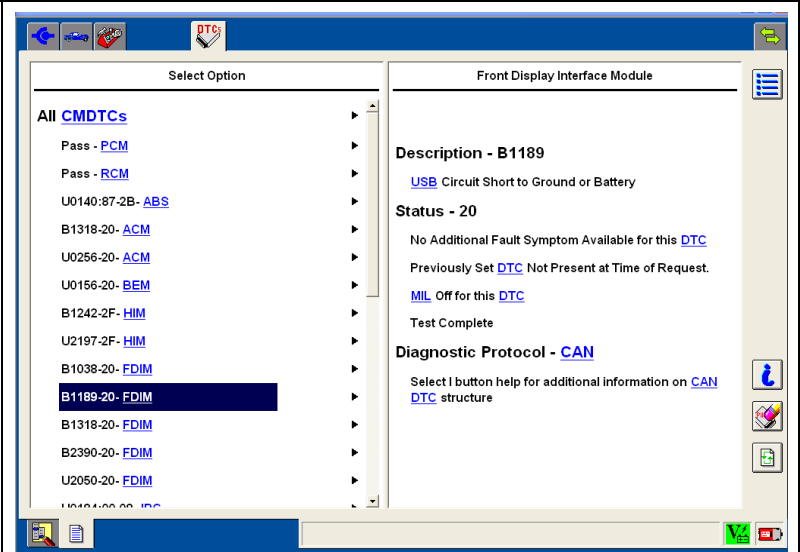 DTCs
Select Option
All CMDTCs
Pass - PCM
Pass - RCM
U0140:87-2B- ABS
B1318-20- ACM
U0256-20- ACM
U0156-20- BEM
B1242-2F- HIM
U2197-2F- HIM
B1038-20- FDIM
B1189-20- FDIM
B1318-20- FDIM
B2390-20- FDIM
U2050-20- FDIM
Front Display Interface Module
Description - B1189
USB Circuit Short to Ground or Battery
Status - 20
No Additional Fault Symptom Available for this DTC
Previously Set DTC Not Present at Time of Request.
MIL Off for this DTC
Test Complete
Diagnostic Protocol - CAN
Select I button help for additional information on CAN
DTC structure